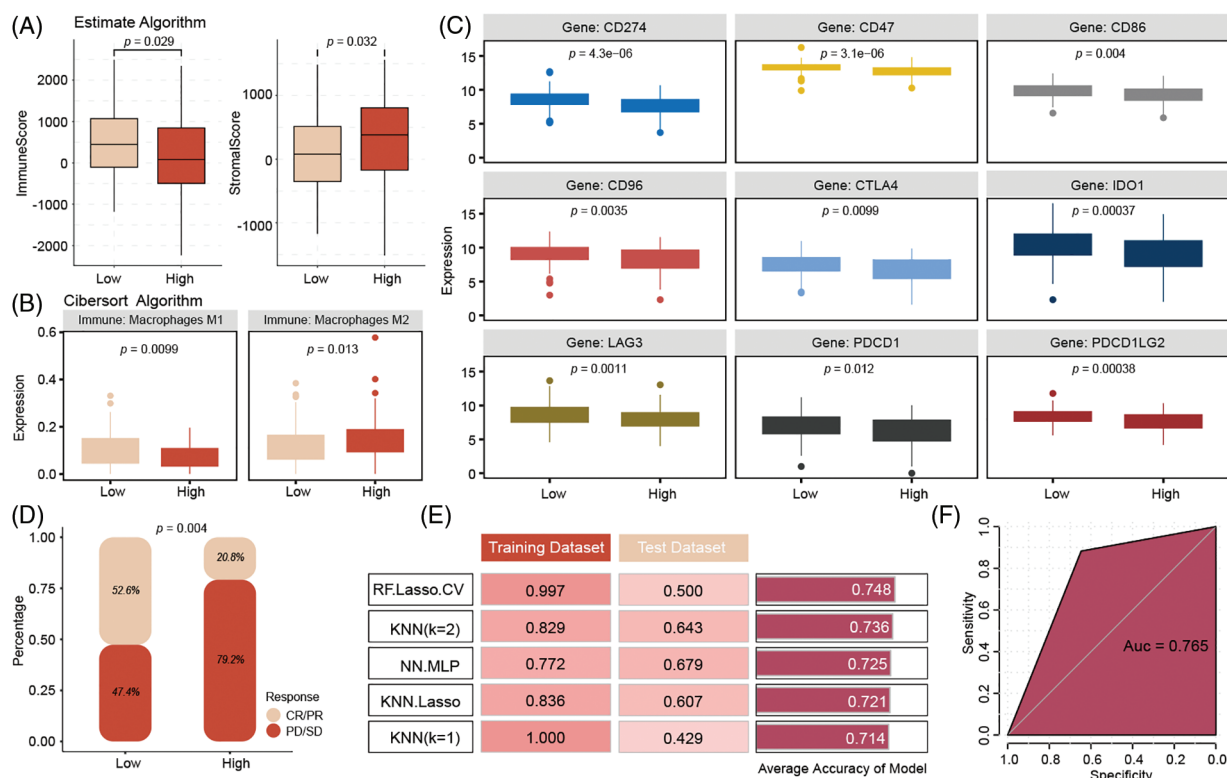 (A)
Estimate Algorithm
p = 0.029
ImmuneScore
2000
1000
0
-1000
-2000
Low
High
p = 0.032
StromalScore
1000
0
-1000
Low
High
(B)
Cibersort Algorithm
Immune: Macrophages M1
Immune: Macrophages M2
p = 0.0099
p = 0.013
Expression
0.6
0.4
0.2
0.0
Low
High
Low
High
(C)
Gene: CD274
Gene: CD47
Gene: CD86
p = 4.3e-06
p = 3.1e-06
p = 0.004
15
10
5
0
Gene: CD96
Gene: CTLA4
Gene: IDO1
p = 0.0035
p = 0.0099
p = 0.00037
Expression
15
10
5
0
Gene: LAG3
Gene: PDCD1
Gene: PDCD1LG2
p = 0.0011
p = 0.012
p = 0.00038
15
10
5
0
Low
High
Low
High
Low
High
(D)
p = 0.004
Percentage
1.00
0.75
0.50
0.25
0.00
52.6%
47.4%
20.8%
79.2%
Low
High
Response
CR/PR
PD/SD
(E)
Training Dataset
Test Dataset
RF.Lasso.CV
0.997
0.500
0.748
KNN(k=2)
0.829
0.643
0.736
NN.MLP
0.772
0.679
0.725
KNN.Lasso
0.836
0.607
0.721
KNN(k=1)
1.000
0.429
0.714
Average Accuracy of Model
(F)
Sensitivity
1.0
0.8
0.6
0.4
0.2
0.0
Auc = 0.765
1.0
0.8
0.6
0.4
0.2
0.0
Specificity